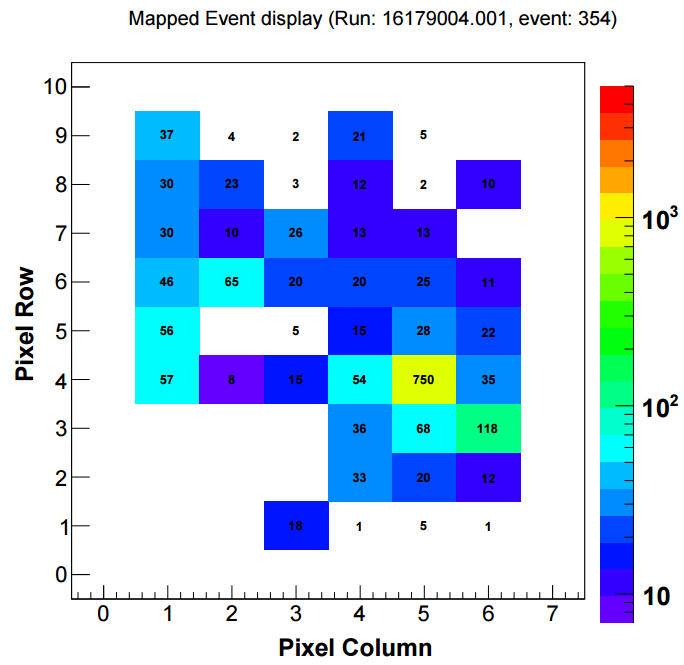 Mapped Event display (Run: 16179004.001, event: 354)
10
9 37 4 2 21 5
8 30 23 3 12 2 10
7 30 10 26 13 13
6 46 65 20 20 25 11
5 56 5 15 28 22
4 57 8 15 54 750 35
3 36 68 118
2 33 20 12
1 18 1 5 1
0
0 1 2 3 4 5 6 7
Pixel Column
Pixel Row
10³
10²
10